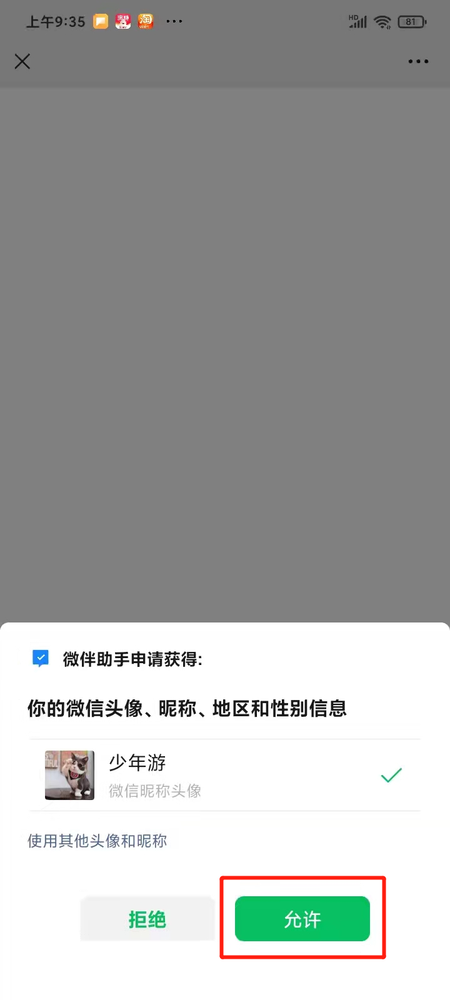 上午9:35
HD
81
微伴助手申请获得:
你的微信头像、昵称、地区和性别信息
少年游
微信昵称头像
使用其他头像和昵称
拒绝
允许